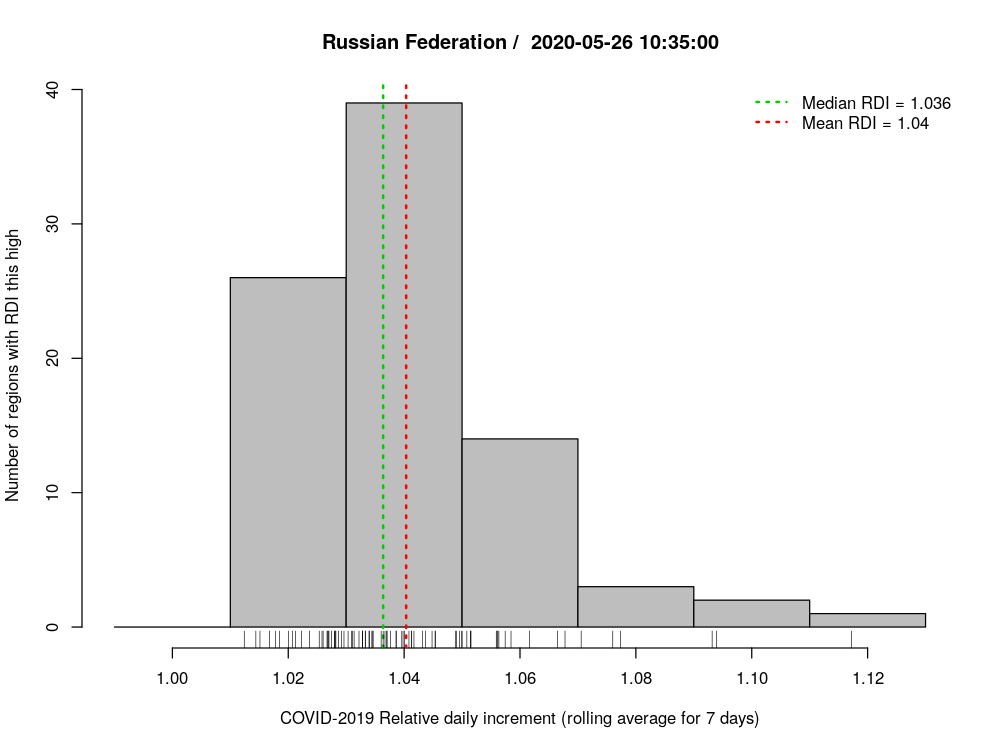 Russian Federation /  2020-05-26 10:35:00
Median RDI = 1.036
Mean RDI = 1.04
Number of regions with RDI this high
40
30
20
10
0
1.00 1.02 1.04 1.06 1.08 1.10 1.12
COVID-2019 Relative daily increment (rolling average for 7 days)